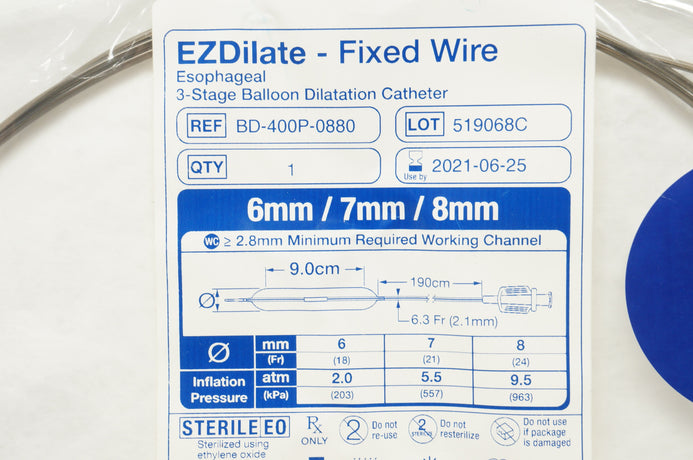 EZDilate - Fixed Wire
Esophageal
3-Stage Balloon Dilatation Catheter
REF BD-400P-0880
LOT 519068C
QTY 1
Use by 2021-06-25
6mm / 7mm / 8mm
WC ≥ 2.8mm Minimum Required Working Channel
9.0cm
190cm
Ø
6.3 Fr (2.1mm)
Ø mm 6 7 8
(Fr) (18) (21) (24)
Inflation atm 2.0 5.5 9.5
Pressure (kPa) (203) (557) (963)
STERILE EO
Sterilized using
ethylene oxide
Rx
ONLY
2 Do not
re-use
2 STERILIZE Do not
resterilize
Do not use
if package
is damaged